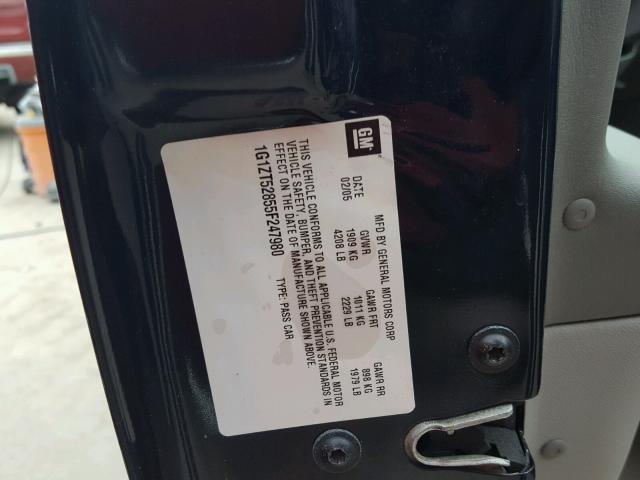 GM
MFD BY GENERAL MOTORS CORP
DATE GVWR GAWR FRT GAWR RR
02/05 1909 KG 1011 KG 898 KG
4208 LB 2229 LB 1979 LB
THIS VEHICLE CONFORMS TO ALL APPLICABLE U.S. FEDERAL MOTOR
VEHICLE SAFETY, BUMPER, AND THEFT PREVENTION STANDARDS IN
EFFECT ON THE DATE OF MANUFACTURE SHOWN ABOVE.
1G1ZT52855F247980 TYPE: PASS CAR